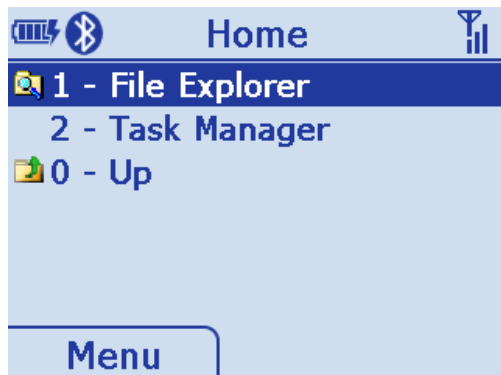 Home
1 - File Explorer
2 - Task Manager
0 - Up
Menu